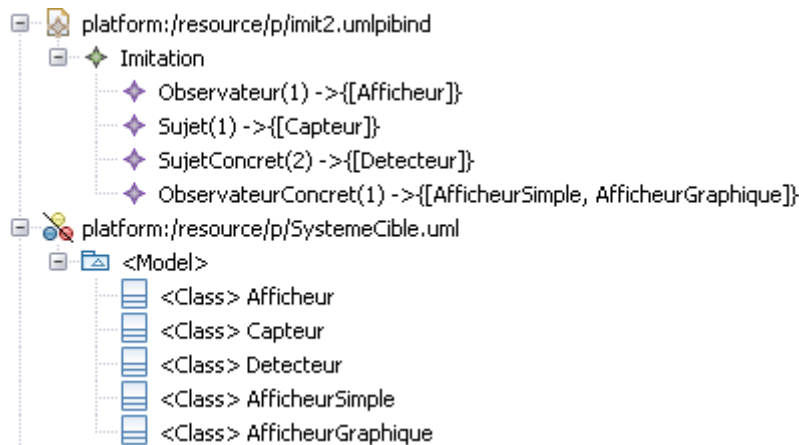 platform:/resource/p/imit2.umlpibind
Imitation
Observateur(1) ->{[Afficheur]}
Sujet(1) ->{[Capteur]}
SujetConcret(2) ->{[Detecteur]}
ObservateurConcret(1) ->{[AfficheurSimple, AfficheurGraphique]}
platform:/resource/p/SystemeCible.uml
<Model>
<Class> Afficheur
<Class> Capteur
<Class> Detecteur
<Class> AfficheurSimple
<Class> AfficheurGraphique